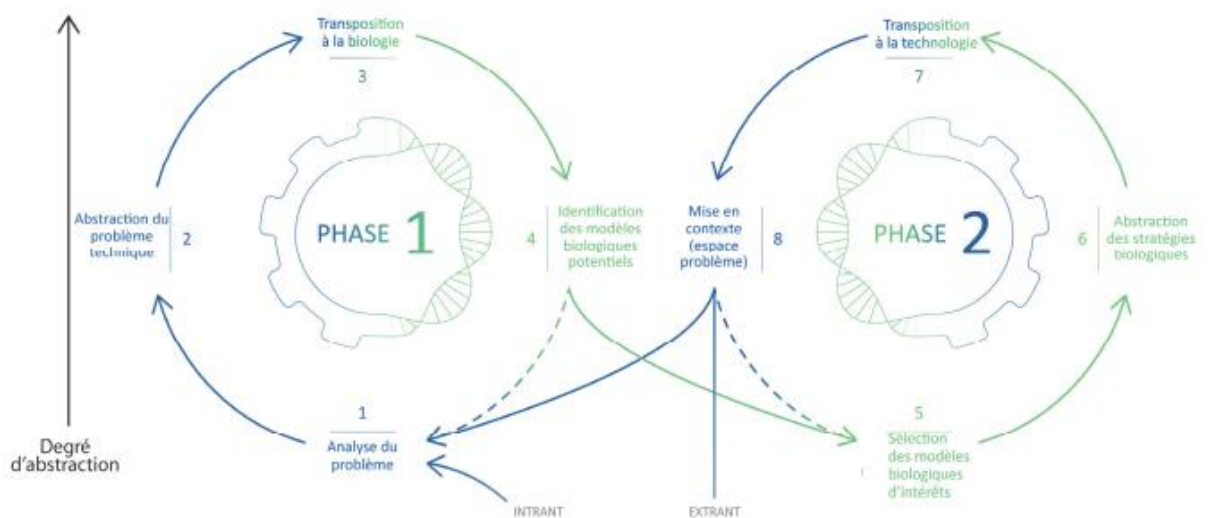 Transposition
à la biologie
3
Transposition
à la technologie
7
Abstraction du
problème
technique
2
PHASE 1
4
Identification
des modèles
biologiques
potentiels
Mise en
contexte
(espace
problème)
8
PHASE 2
6
Abstraction
des stratégies
biologiques
1
Analyse du
problème
5
Sélection
des modèles
biologiques
d'intérêts
Degré
d'abstraction
INTRANT
EXTRANT